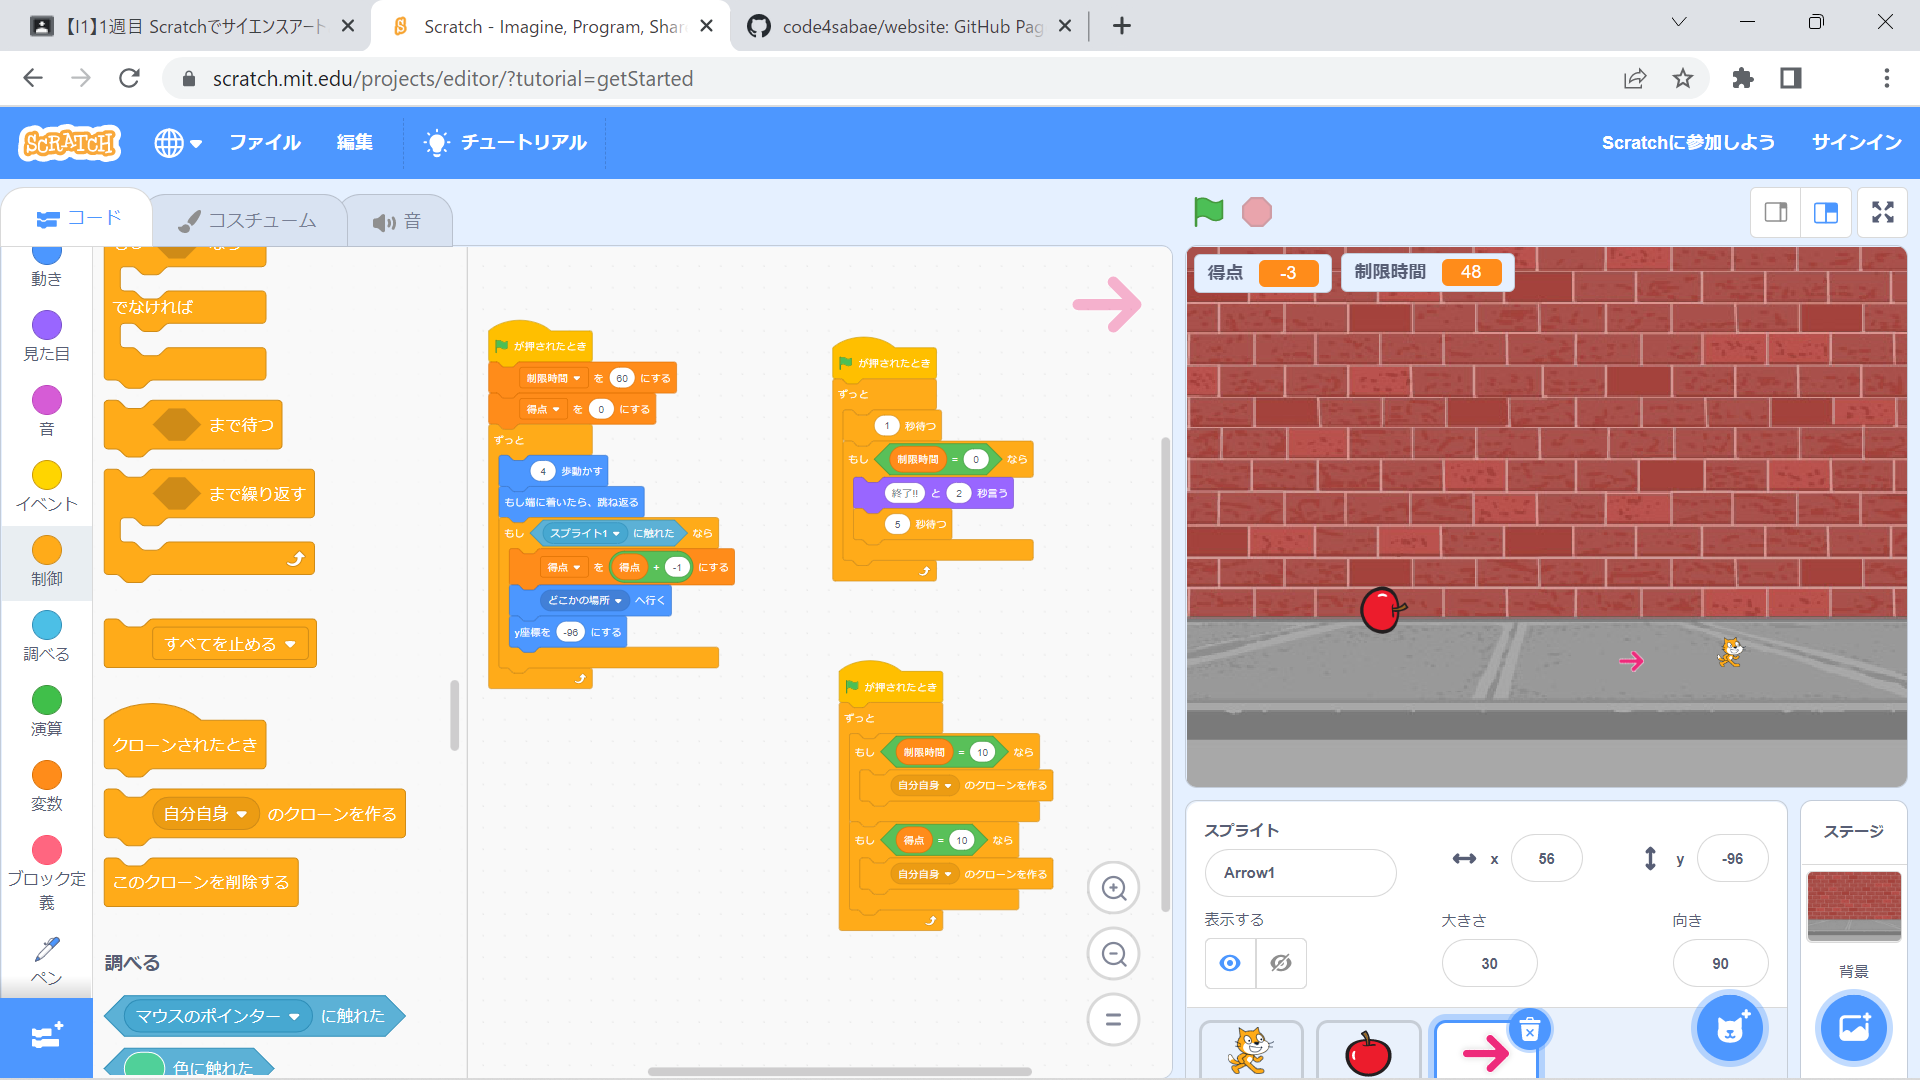 【I1】1週目 Scratchでサイエンスアート
Scratch - Imagine, Program, Shar
code4sabae/website: GitHub Pag
scratch.mit.edu/projects/editor/?tutorial=getStarted
SCRATCH
ファイル
編集
チュートリアル
Scratchに参加しよう
サインイン
コード
コスチューム
音
動き
見た目
音
イベント
制御
調べる
演算
変数
ブロック定義
ペン
でなければ
まで待つ
まで繰り返す
すべてを止める
クローンされたとき
自分自身 のクローンを作る
このクローンを削除する
調べる
マウスのポインター に触れた
色に触れた
が押されたとき
制限時間 を 60 にする
得点 を 0 にする
ずっと
4 歩動かす
もし端に着いたら、跳ね返る
もし スプライト1 に触れた なら
得点 を 得点 + -1 にする
どこかの場所 へ行く
y座標を -96 にする
が押されたとき
ずっと
1 秒待つ
もし 制限時間 = 0 なら
終了!! と 2 秒言う
5 秒待つ
が押されたとき
ずっと
もし 制限時間 = 10 なら
自分自身 のクローンを作る
もし 得点 = 10 なら
自分自身 のクローンを作る
得点 -3
制限時間 48
スプライト
Arrow1
x 56
y -96
表示する
大きさ
30
向き
90
ステージ
背景